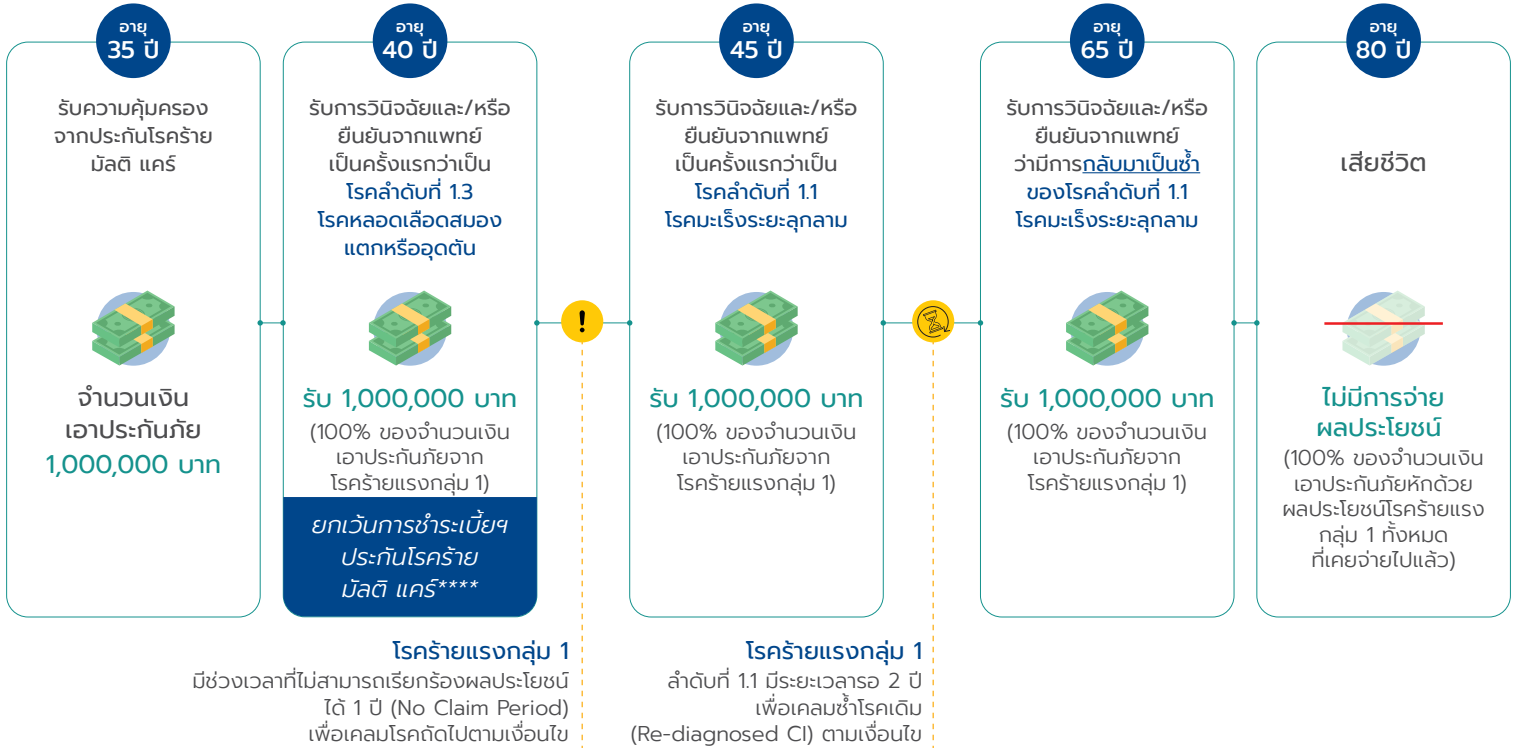 อายุ
35 ปี
รับความคุ้มครอง
จากประกันโรคร้าย
มัลติ แคร์
จำนวนเงิน
เอาประกันภัย
1,000,000 บาท
อายุ
40 ปี
รับการวินิจฉัยและ/หรือ
ยืนยันจากแพทย์
เป็นครั้งแรกว่าเป็น
โรคลำดับที่ 1.3
โรคหลอดเลือดสมอง
แตกหรืออุดตัน
รับ 1,000,000 บาท
(100% ของจำนวนเงิน
เอาประกันภัยจาก
โรคร้ายแรงกลุ่ม 1)
ยกเว้นการชำระเบี้ยฯ
ประกันโรคร้าย
มัลติ แคร์****
!
โรคร้ายแรงกลุ่ม 1
มีช่วงเวลาที่ไม่สามารถเรียกร้องผลประโยชน์
ได้ 1 ปี (No Claim Period)
เพื่อเคลมโรคถัดไปตามเงื่อนไข
อายุ
45 ปี
รับการวินิจฉัยและ/หรือ
ยืนยันจากแพทย์
เป็นครั้งแรกว่าเป็น
โรคลำดับที่ 1.1
โรคมะเร็งระยะลุกลาม
รับ 1,000,000 บาท
(100% ของจำนวนเงิน
เอาประกันภัยจาก
โรคร้ายแรงกลุ่ม 1)
โรคร้ายแรงกลุ่ม 1
ลำดับที่ 1.1 มีระยะเวลารอ 2 ปี
เพื่อเคลมซ้ำโรคเดิม
(Re-diagnosed CI) ตามเงื่อนไข
อายุ
65 ปี
รับการวินิจฉัยและ/หรือ
ยืนยันจากแพทย์
ว่ามีการกลับมาเป็นซ้ำ
ของโรคลำดับที่ 1.1
โรคมะเร็งระยะลุกลาม
รับ 1,000,000 บาท
(100% ของจำนวนเงิน
เอาประกันภัยจาก
โรคร้ายแรงกลุ่ม 1)
อายุ
80 ปี
เสียชีวิต
ไม่มีการจ่าย
ผลประโยชน์
(100% ของจำนวนเงิน
เอาประกันภัยหักด้วย
ผลประโยชน์โรคร้ายแรง
กลุ่ม 1 ทั้งหมด
ที่เคยจ่ายไปแล้ว)